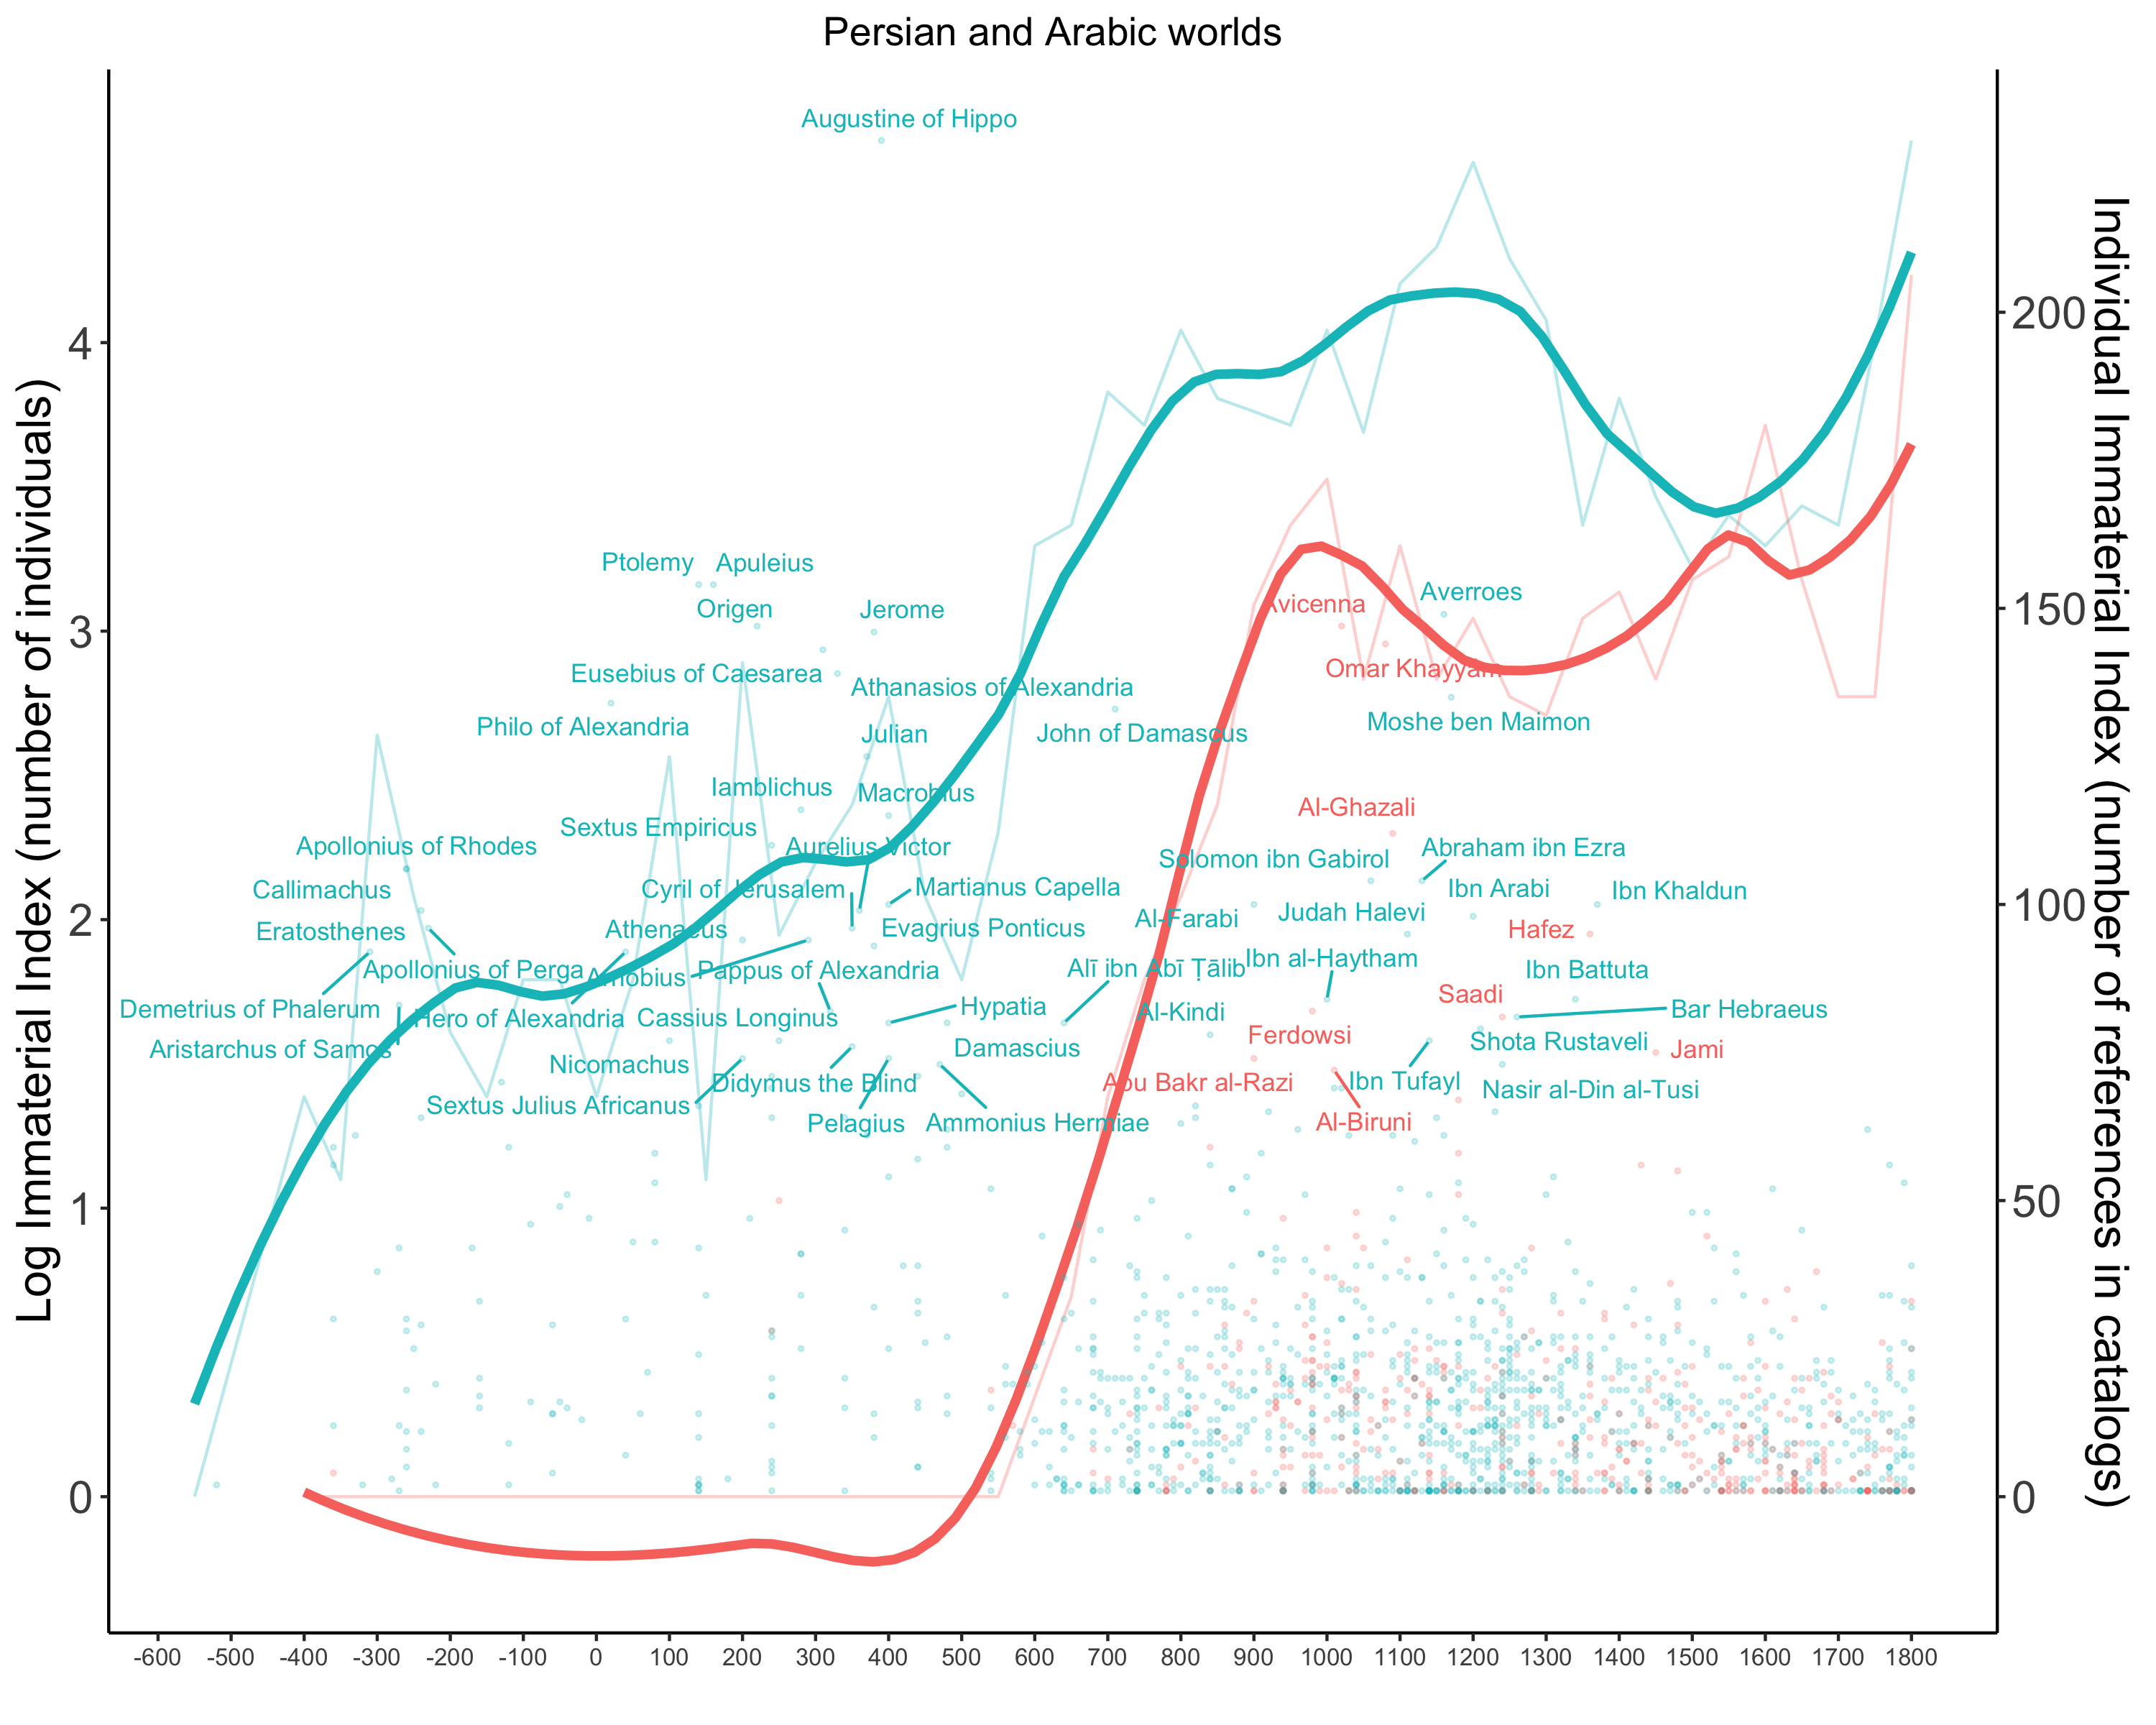 Persian and Arabic worlds
Log Immaterial Index (number of individuals)
Individual Immaterial Index (number of references in catalogs)
4
3
2
1
0
200
150
100
50
0
-600 -500 -400 -300 -200 -100 0 100 200 300 400 500 600 700 800 900 1000 1100 1200 1300 1400 1500 1600 1700 1800
Augustine of Hippo
Ptolemy
Apuleius
Origen
Jerome
Averroes
Avicenna
Eusebius of Caesarea
Omar Khayyam
Athanasios of Alexandria
Philo of Alexandria
Moshe ben Maimon
Julian
John of Damascus
Iamblichus
Macrobius
Al-Ghazali
Sextus Empiricus
Apollonius of Rhodes
Aurelius Victor
Abraham ibn Ezra
Solomon ibn Gabirol
Callimachus
Cyril of Jerusalem
Martianus Capella
Ibn Arabi
Ibn Khaldun
Eratosthenes
Athenaeus
Evagrius Ponticus
Al-Farabi
Judah Halevi
Hafez
Apollonius of Perga
Arnobius
Pappus of Alexandria
Alī ibn Abī Ṭālib
Ibn al-Haytham
Ibn Battuta
Demetrius of Phalerum
Hero of Alexandria
Cassius Longinus
Hypatia
Al-Kindi
Saadi
Bar Hebraeus
Aristarchus of Samos
Nicomachus
Damascius
Ferdowsi
Shota Rustaveli
Jami
Didymus the Blind
Abu Bakr al-Razi
Ibn Tufayl
Nasir al-Din al-Tusi
Sextus Julius Africanus
Pelagius
Ammonius Hermiae
Al-Biruni